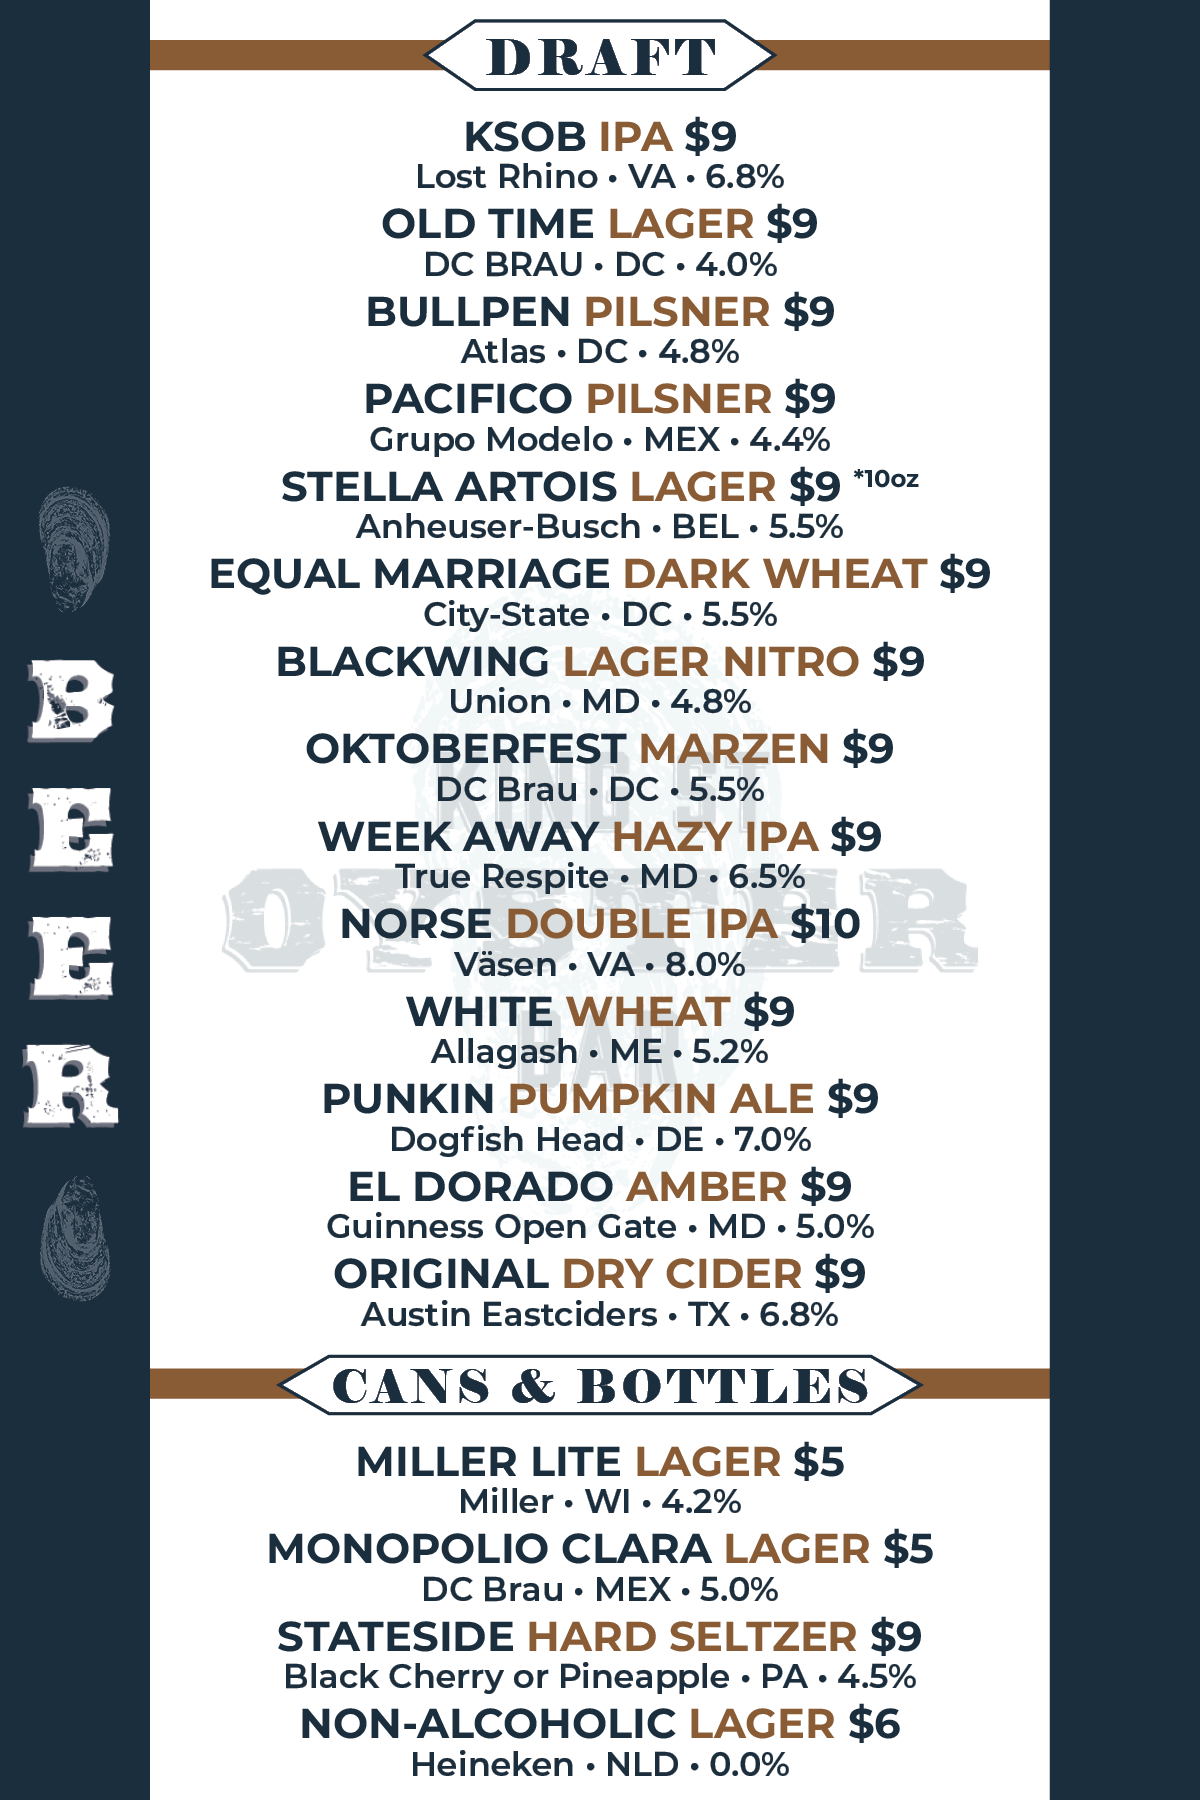 DRAFT
KSOB IPA $9
Lost Rhino • VA • 6.8%
OLD TIME LAGER $9
DC BRAU • DC • 4.0%
BULLPEN PILSNER $9
Atlas • DC • 4.8%
PACIFICO PILSNER $9
Grupo Modelo • MEX • 4.4%
STELLA ARTOIS LAGER $9 *10oz
Anheuser-Busch • BEL • 5.5%
EQUAL MARRIAGE DARK WHEAT $9
City-State • DC • 5.5%
BLACKWING LAGER NITRO $9
Union • MD • 4.8%
OKTOBERFEST MARZEN $9
DC Brau • DC • 5.5%
WEEK AWAY HAZY IPA $9
True Respite • MD • 6.5%
NORSE DOUBLE IPA $10
Väsen • VA • 8.0%
WHITE WHEAT $9
Allagash • ME • 5.2%
PUNKIN PUMPKIN ALE $9
Dogfish Head • DE • 7.0%
EL DORADO AMBER $9
Guinness Open Gate • MD • 5.0%
ORIGINAL DRY CIDER $9
Austin Eastciders • TX • 6.8%
CANS & BOTTLES
MILLER LITE LAGER $5
Miller • WI • 4.2%
MONOPOLIO CLARA LAGER $5
DC Brau • MEX • 5.0%
STATESIDE HARD SELTZER $9
Black Cherry or Pineapple • PA • 4.5%
NON-ALCOHOLIC LAGER $6
Heineken • NLD • 0.0%
BEER
KING ST
OYSTER
BAR